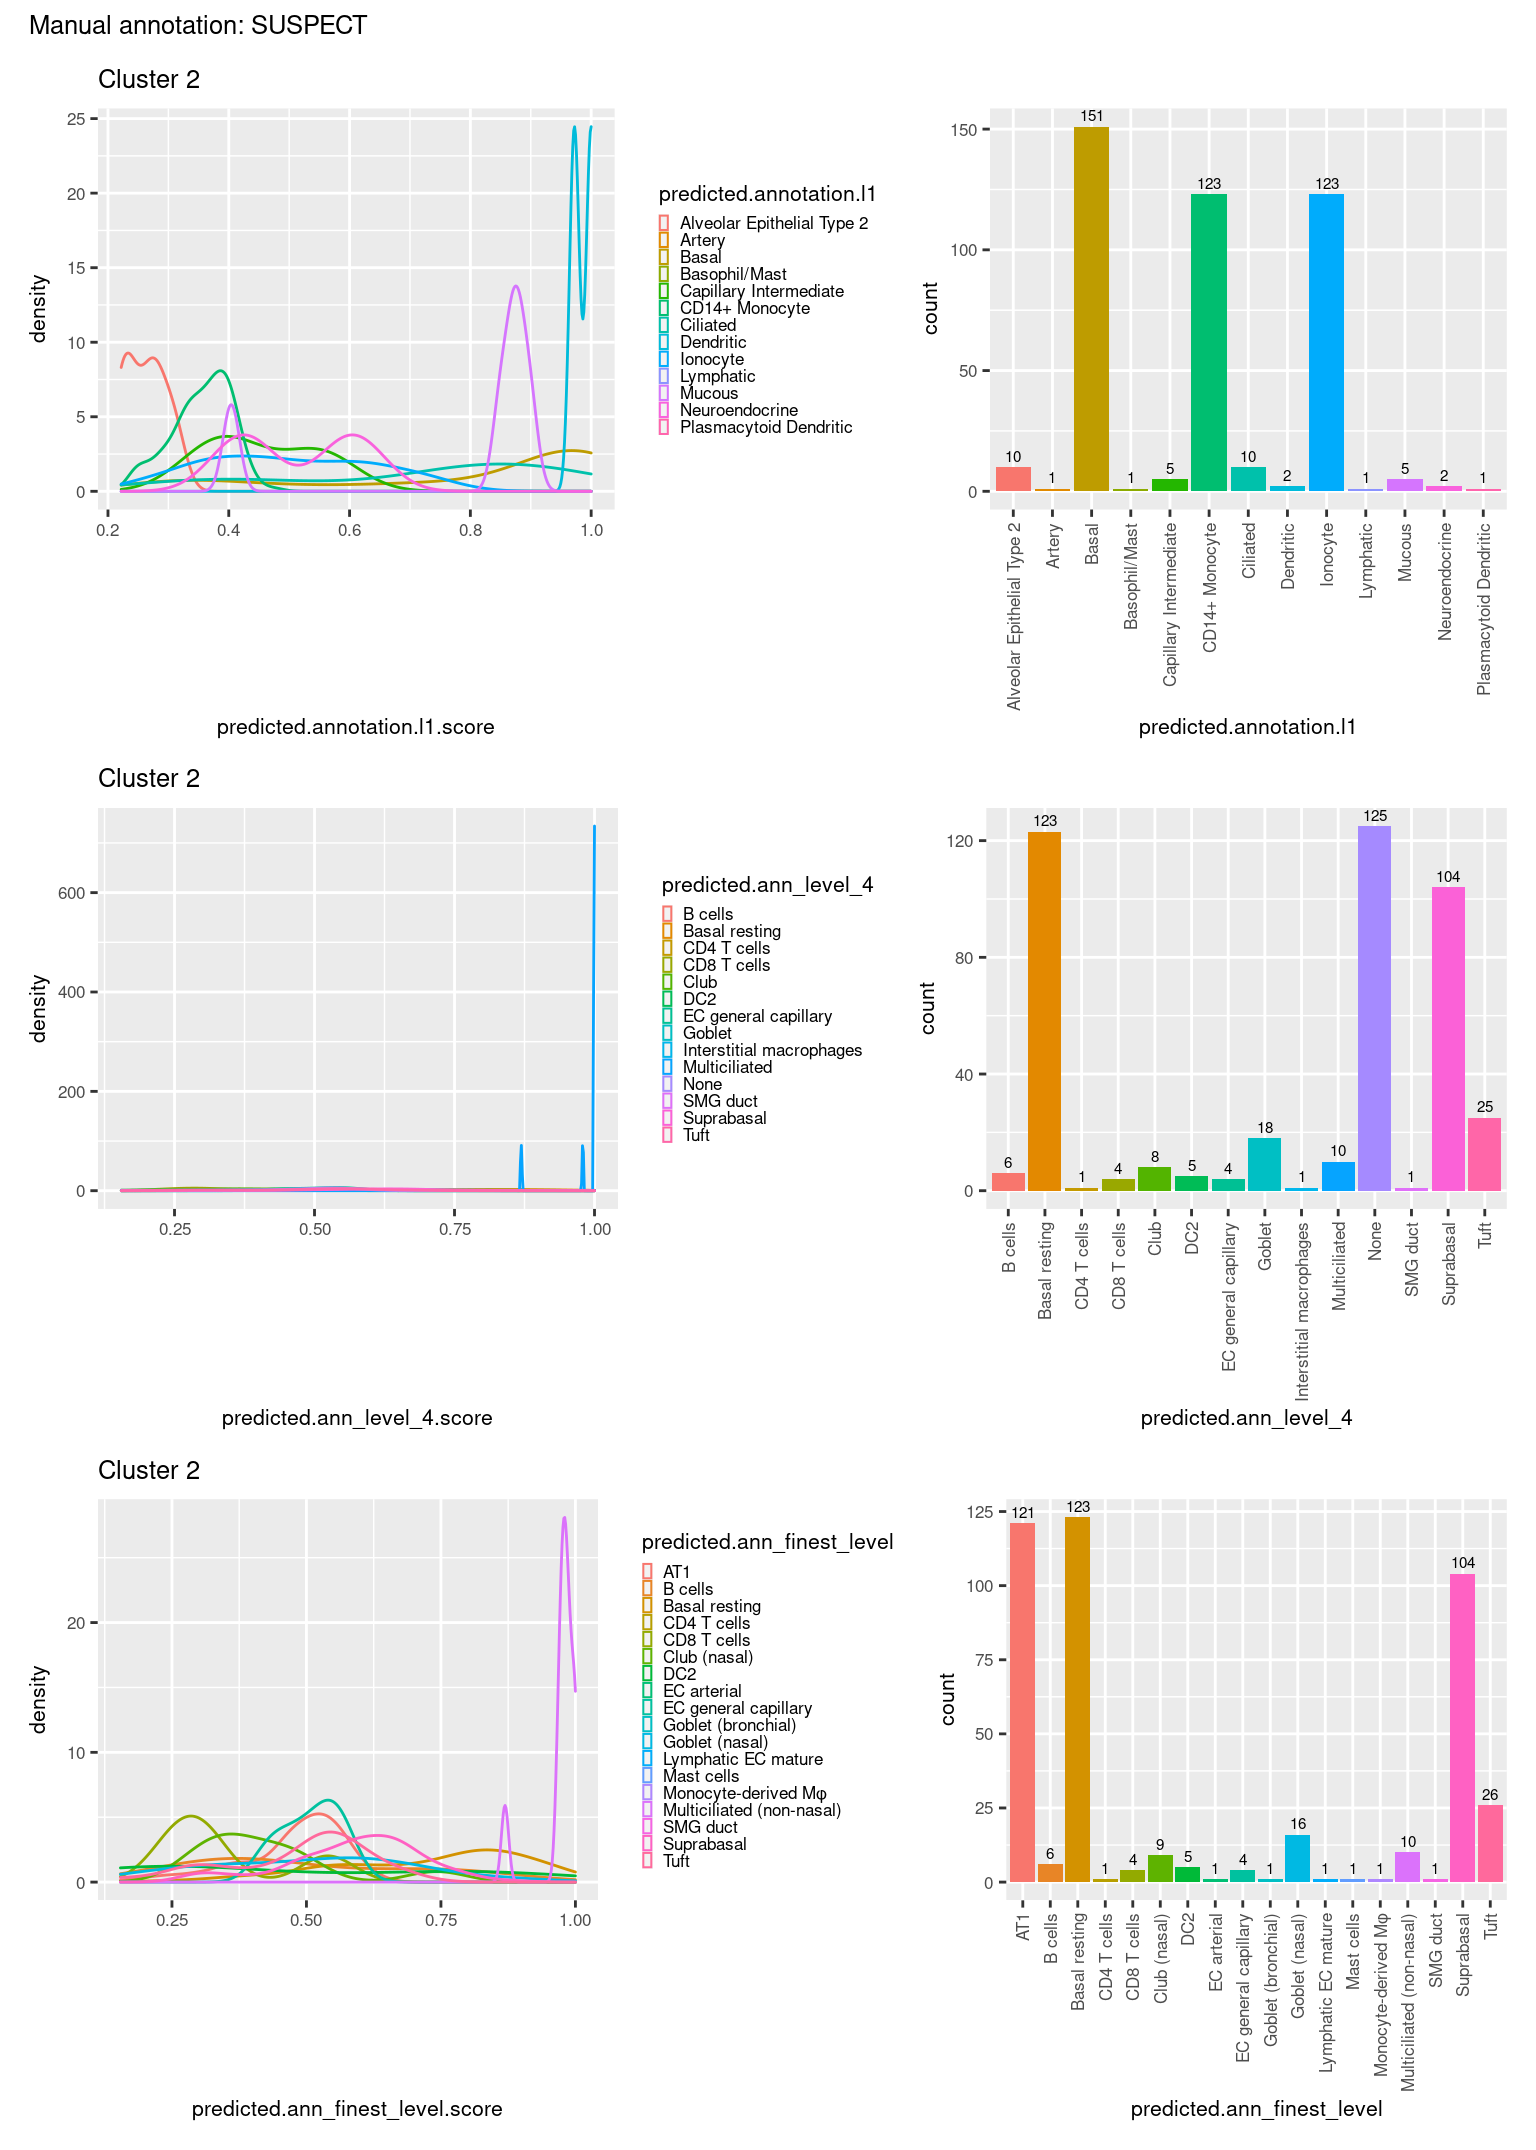 Manual annotation: SUSPECT
Cluster 2
25
20
15
10
5
0
density
0.2
0.4
0.6
0.8
1.0
predicted.annotation.l1.score
predicted.annotation.l1
Alveolar Epithelial Type 2
Artery
Basal
Basophil/Mast
Capillary Intermediate
CD14+ Monocyte
Ciliated
Dendritic
Ionocyte
Lymphatic
Mucous
Neuroendocrine
Plasmacytoid Dendritic
150
100
50
0
count
10
1
151
1
5
123
10
2
123
1
5
2
1
Alveolar Epithelial Type 2
Artery
Basal
Basophil/Mast
Capillary Intermediate
CD14+ Monocyte
Ciliated
Dendritic
Ionocyte
Lymphatic
Mucous
Neuroendocrine
Plasmacytoid Dendritic
predicted.annotation.l1
Cluster 2
600
400
200
0
density
0.25
0.50
0.75
1.00
predicted.ann_level_4.score
predicted.ann_level_4
B cells
Basal resting
CD4 T cells
CD8 T cells
Club
DC2
EC general capillary
Goblet
Interstitial macrophages
Multiciliated
None
SMG duct
Suprabasal
Tuft
120
80
40
0
count
6
123
1
4
8
5
4
18
1
10
125
1
104
25
B cells
Basal resting
CD4 T cells
CD8 T cells
Club
DC2
EC general capillary
Goblet
Interstitial macrophages
Multiciliated
None
SMG duct
Suprabasal
Tuft
predicted.ann_level_4
Cluster 2
20
10
0
density
0.25
0.50
0.75
1.00
predicted.ann_finest_level.score
predicted.ann_finest_level
AT1
B cells
Basal resting
CD4 T cells
CD8 T cells
Club (nasal)
DC2
EC arterial
EC general capillary
Goblet (bronchial)
Goblet (nasal)
Lymphatic EC mature
Mast cells
Monocyte-derived Mφ
Multiciliated (non-nasal)
SMG duct
Suprabasal
Tuft
125
100
75
50
25
0
count
121
6
123
1
4
9
5
1
4
1
16
1
1
1
10
1
104
26
AT1
B cells
Basal resting
CD4 T cells
CD8 T cells
Club (nasal)
DC2
EC arterial
EC general capillary
Goblet (bronchial)
Goblet (nasal)
Lymphatic EC mature
Mast cells
Monocyte-derived Mφ
Multiciliated (non-nasal)
SMG duct
Suprabasal
Tuft
predicted.ann_finest_level